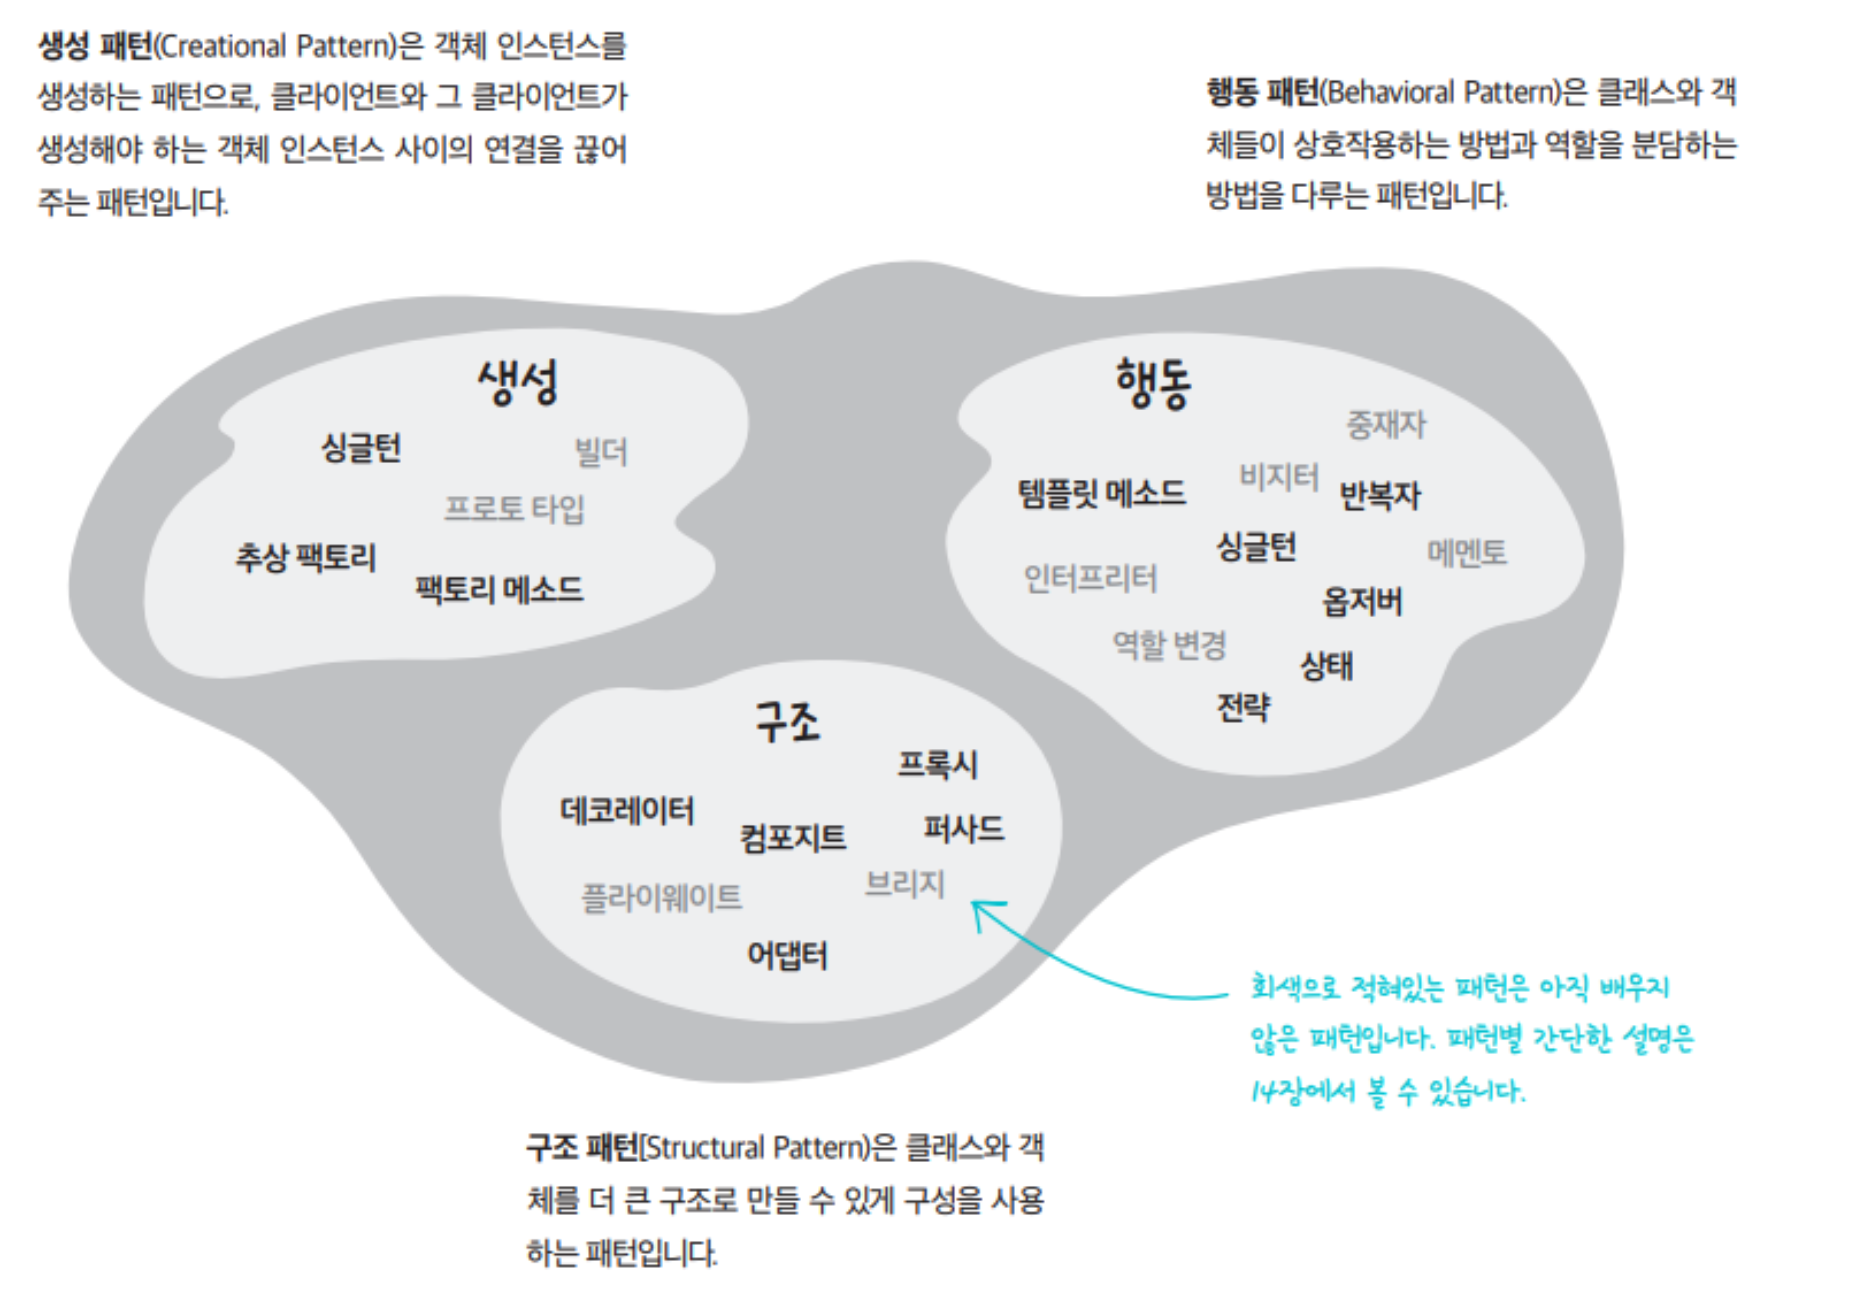 생성 패턴(Creational Pattern)은 객체 인스턴스를
생성하는 패턴으로, 클라이언트와 그 클라이언트가
생성해야 하는 객체 인스턴스 사이의 연결을 끊어
주는 패턴입니다.
행동 패턴(Behavioral Pattern)은 클래스와 객
체들이 상호작용하는 방법과 역할을 분담하는
방법을 다루는 패턴입니다.
생성
싱글턴
빌더
프로토 타입
추상 팩토리
팩토리 메소드
행동
중재자
비지터
템플릿 메소드
반복자
싱글턴
메멘토
인터프리터
옵저버
역할 변경
상태
전략
구조
프록시
데코레이터
퍼사드
컴포지트
브리지
플라이웨이트
어댑터
회색으로 적혀있는 패턴은 아직 배우지
않은 패턴입니다. 패턴별 간단한 설명은
14장에서 볼 수 있습니다.
구조 패턴[Structural Pattern)은 클래스와 객
체를 더 큰 구조로 만들 수 있게 구성을 사용
하는 패턴입니다.